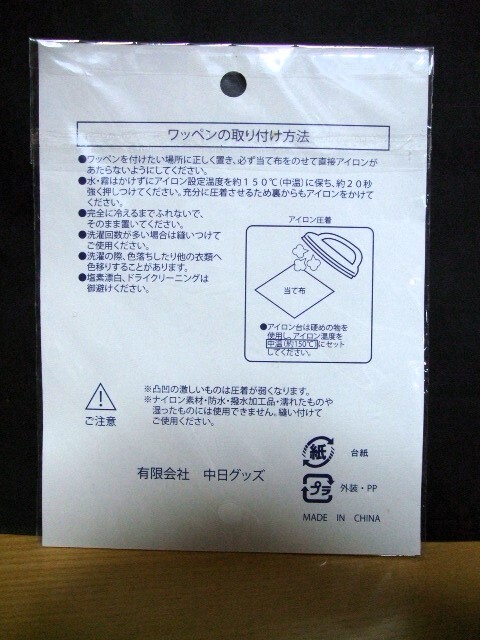 ワッペンの取り付け方法
●ワッペンを付けたい場所に正しく置き、必ず当て布をのせて直接アイロンが
あたらないようにしてください。
●水・霧はかけずにアイロン設定温度を約150℃(中温)に保ち、約20秒
強く押しつけてください。充分に圧着させるため裏からもアイロンをかけて
ください。
●完全に冷えるまでふれないで、
そのまま置いてください。
●洗濯回数が多い場合は縫いつけて
ご使用ください。
●洗濯の際、色落ちしたり他の衣類へ
色移りすることがあります。
●塩素漂白、ドライクリーニングは
御避けください。
アイロン圧着
当て布
●アイロン台は硬めの物を
使用し、アイロン温度を
中温(約150℃)にセット
してください。
ご注意
※凸凹の激しいものは圧着が弱くなります。
※ナイロン素材・防水・撥水加工品・濡れたものや
湿ったものには使用できません。縫い付けて
ご使用ください。
有限会社 中日グッズ
紙 台紙
プラ 外装・PP
MADE IN CHINA